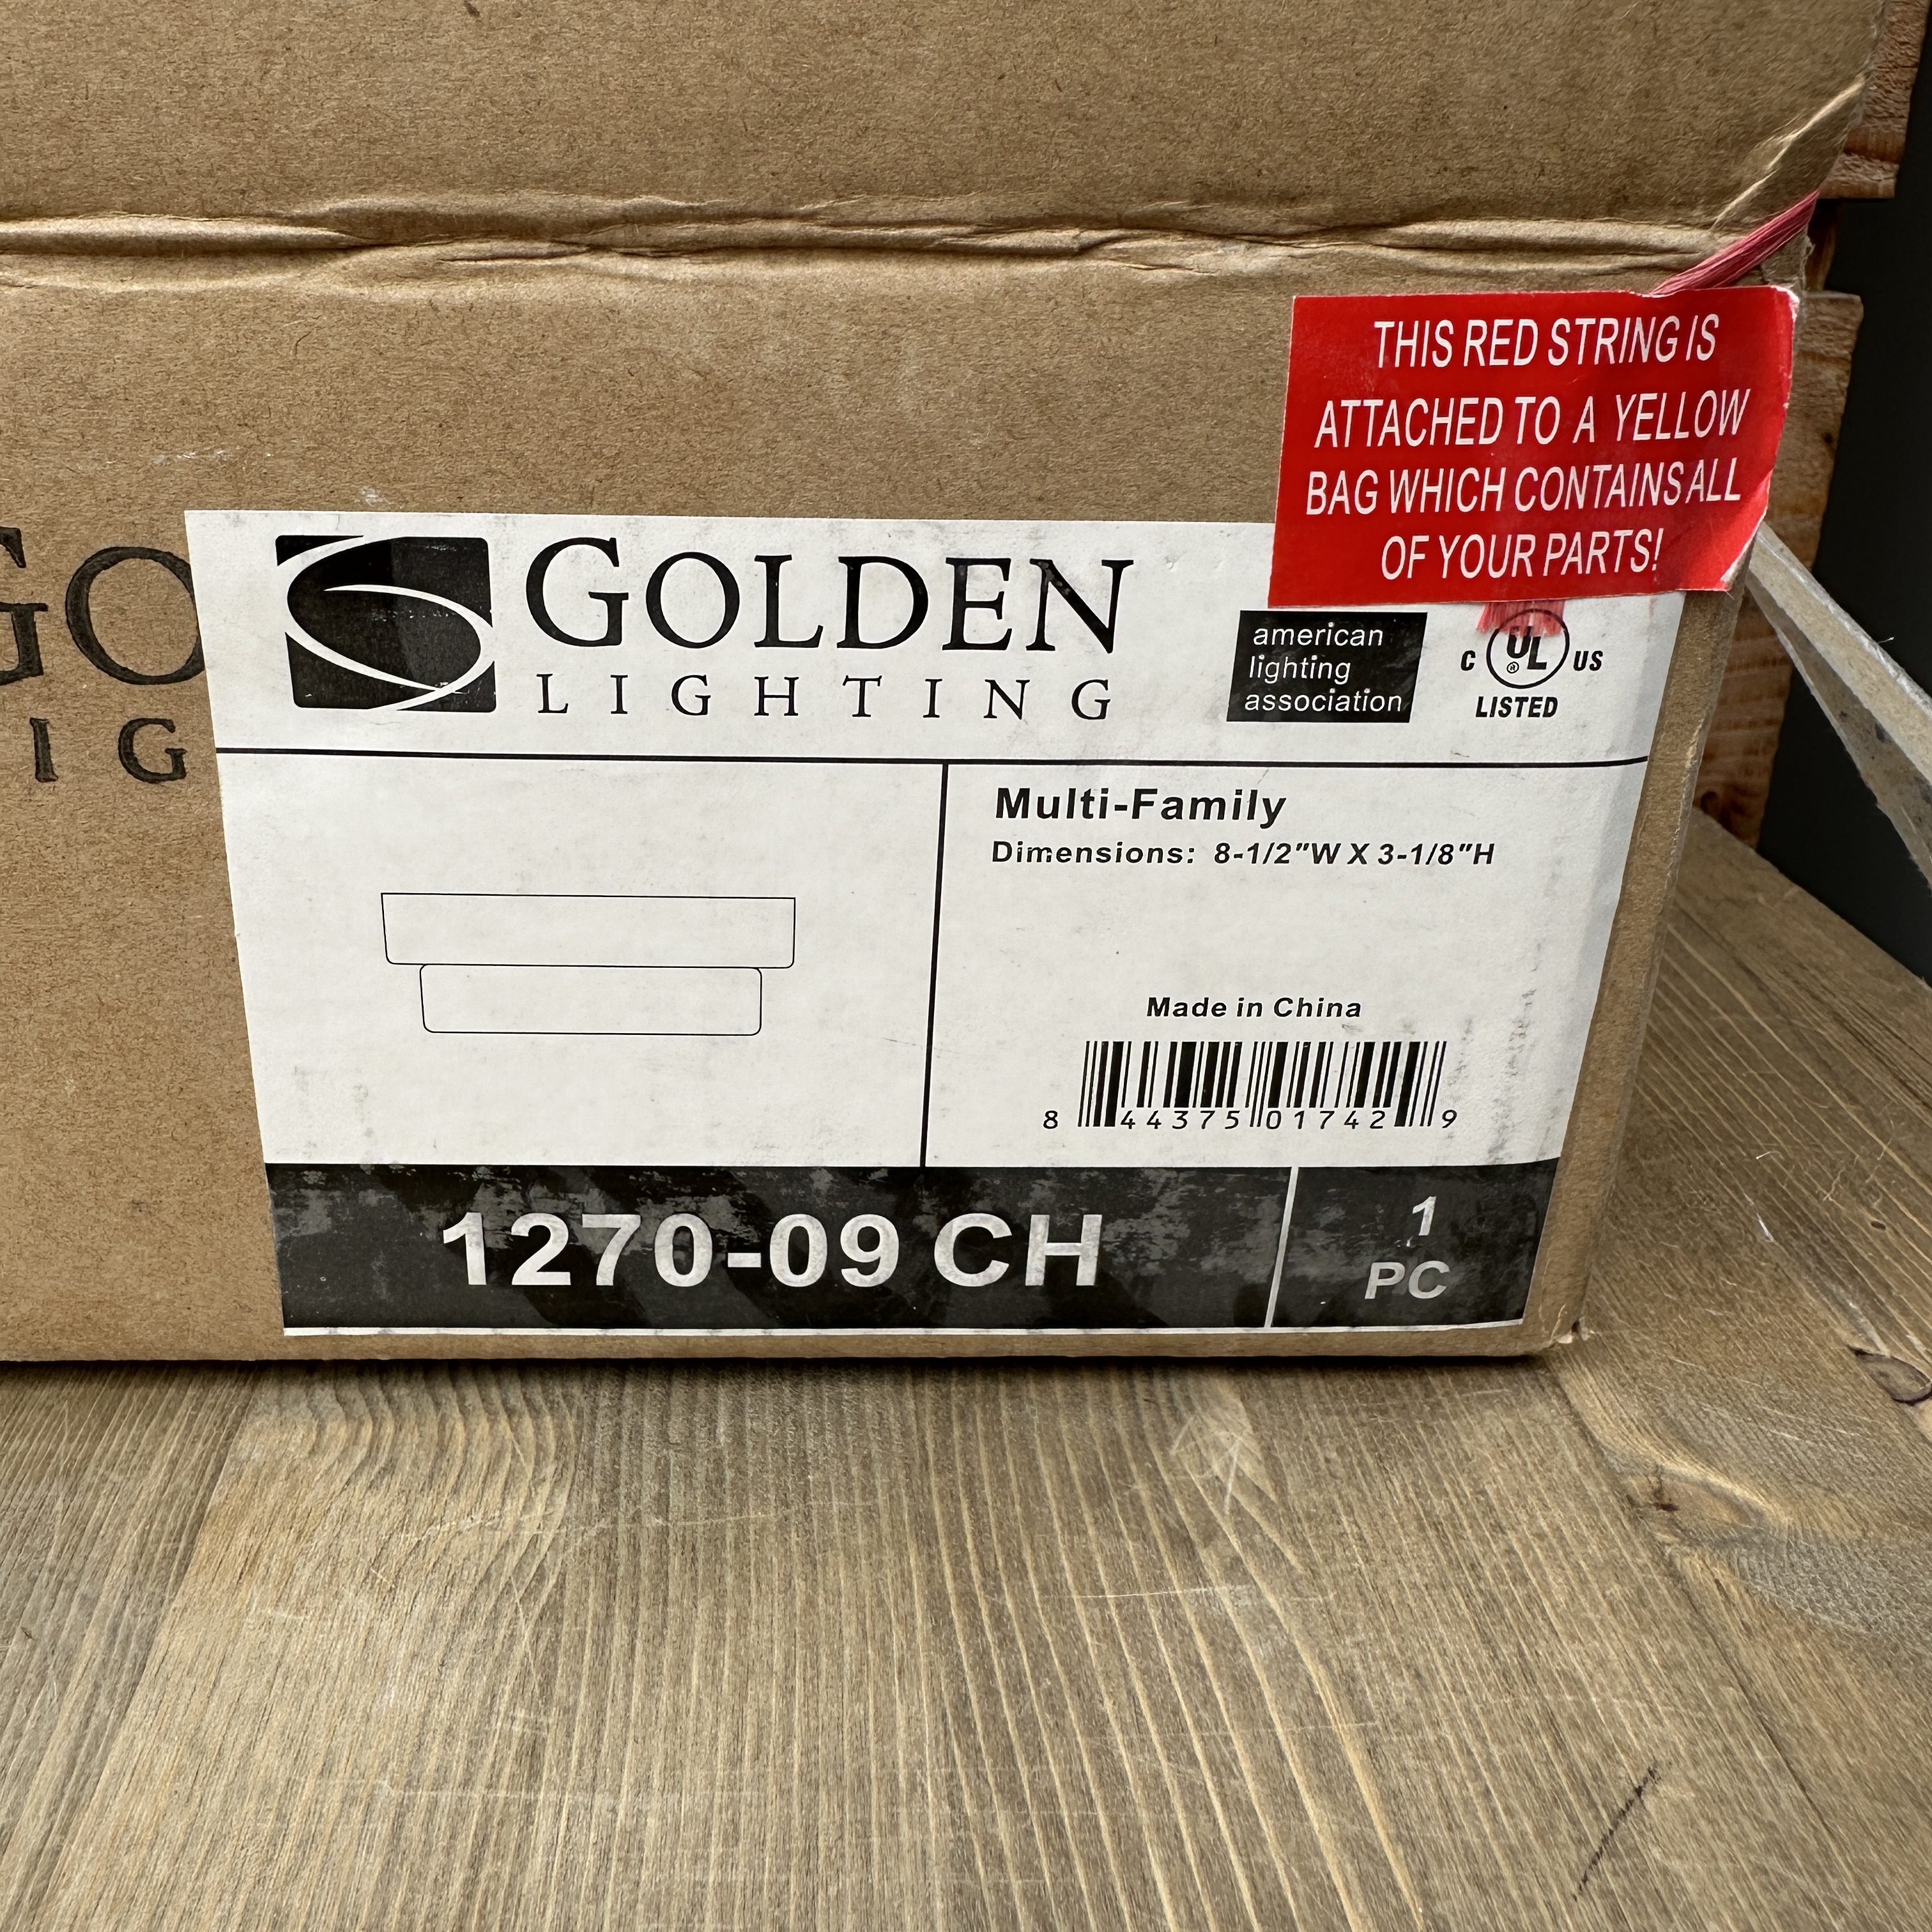 THIS RED STRING IS
ATTACHED TO A YELLOW
BAG WHICH CONTAINS ALL
OF YOUR PARTS!
GO
IG
GOLDEN
LIGHTING
american
lighting
association
C UL® US
LISTED
Multi-Family
Dimensions: 8-1/2"W X 3-1/8"H
Made in China
8 44375 01742 9
1270-09 CH
1
PC